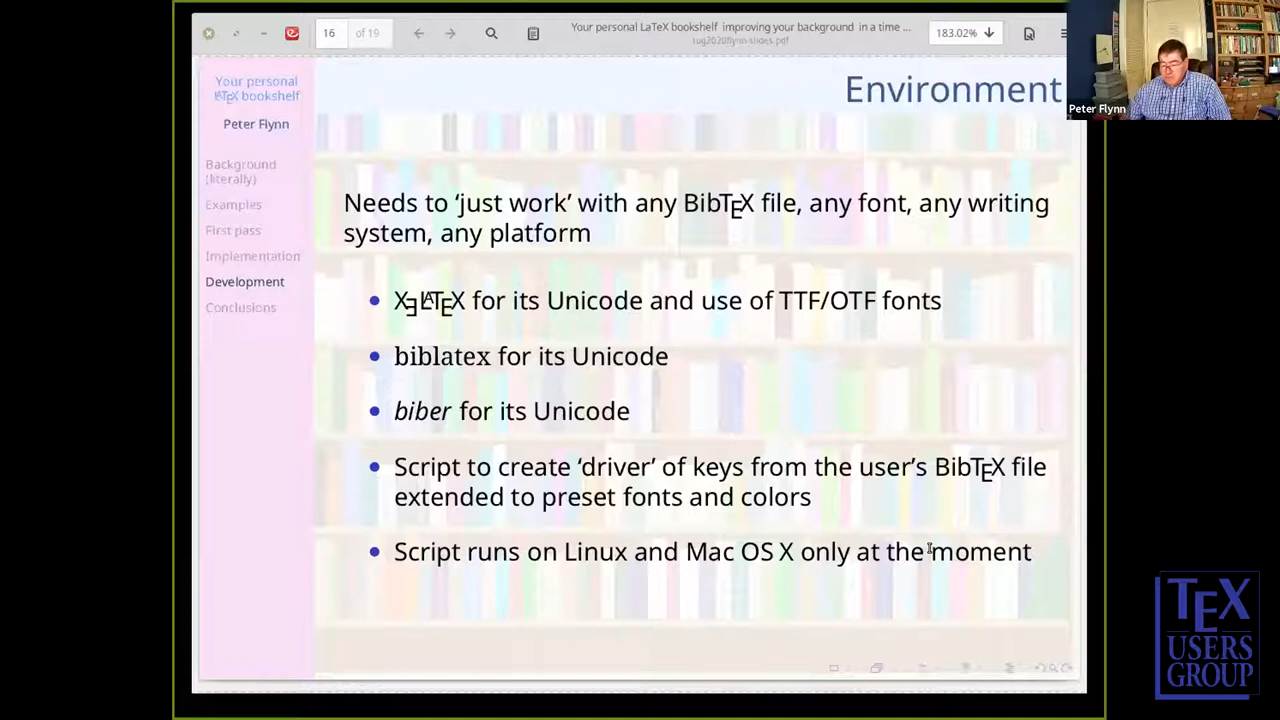 16 of 19
Your personal LaTeX bookshelf improving your background in a time ...
tug2020flynn-slides.pdf
183.02%
Your personal
LATEX bookshelf
Peter Flynn
Background
(literally)
Examples
First pass
Implementation
Development
Conclusions
Environment
Needs to ‘just work’ with any BibTEX file, any font, any writing
system, any platform
• XƎLATEX for its Unicode and use of TTF/OTF fonts
• biblatex for its Unicode
• biber for its Unicode
• Script to create ‘driver’ of keys from the user’s BibTEX file
extended to preset fonts and colors
• Script runs on Linux and Mac OS X only at the moment
Peter Flynn
TEX
USERS
GROUP